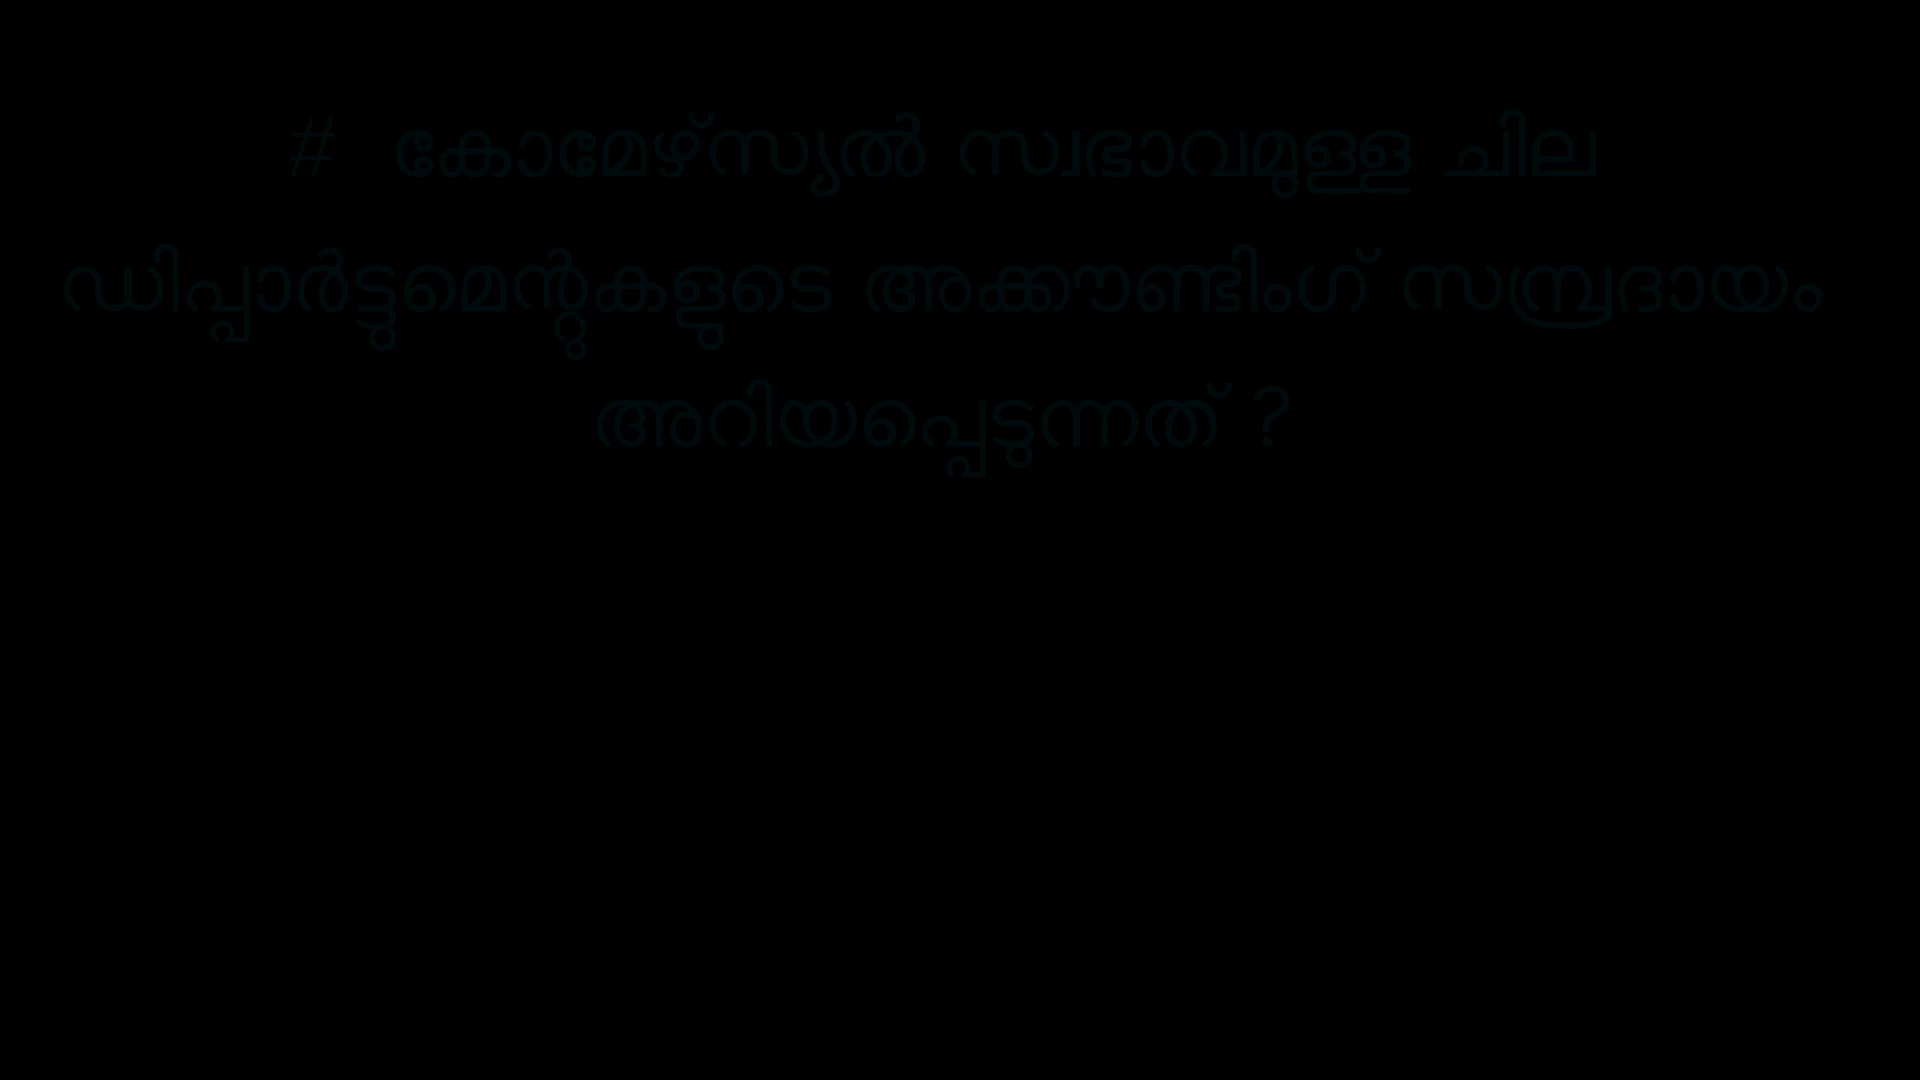 # കോമേഴ്സ്യൽ സ്വഭാവമുള്ള ചില
ഡിപ്പാർട്ടുമെന്റുകളുടെ അക്കൗണ്ടിംഗ് സമ്പ്രദായം
അറിയപ്പെടുന്നത് ?